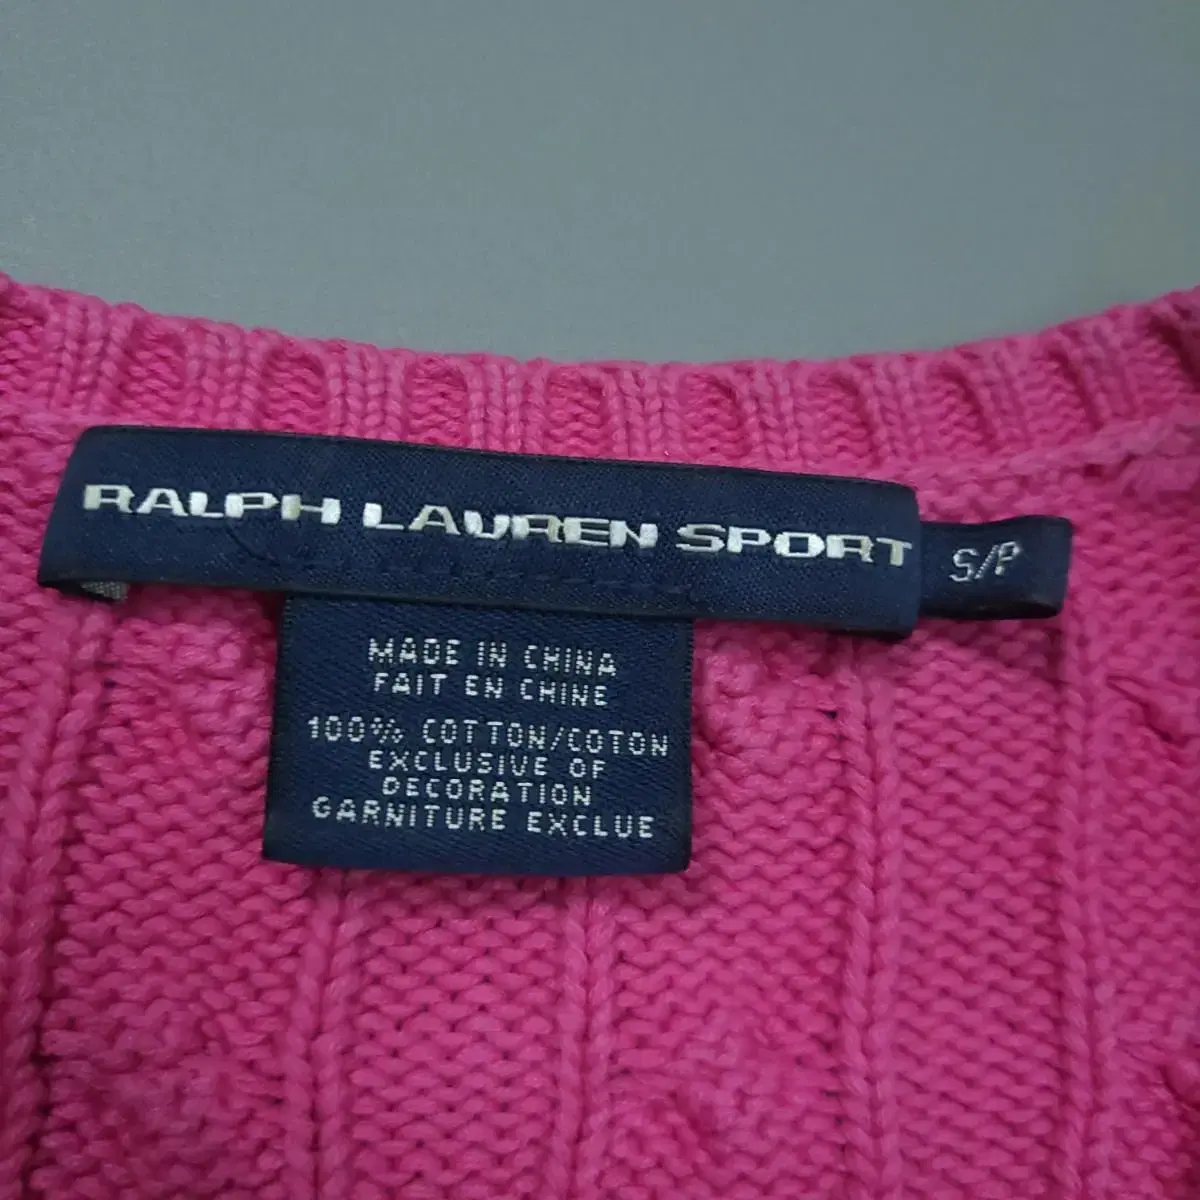 RALPH LAUREN SPORT
S/P
MADE IN CHINA
FAIT EN CHINE
100% COTTON/COTON
EXCLUSIVE OF
DECORATION
GARNITURE EXCLUE